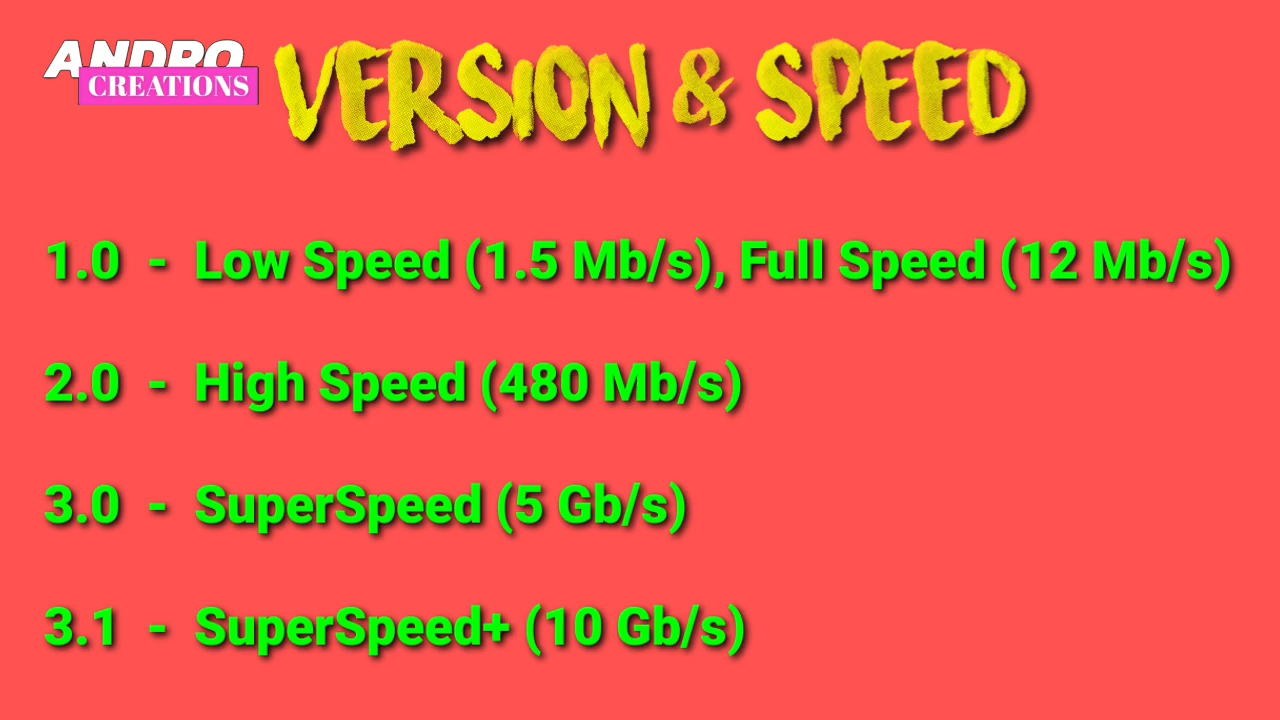 ANDRO
CREATIONS
VERSION & SPEED
1.0 - Low Speed (1.5 Mb/s), Full Speed (12 Mb/s)
2.0 - High Speed (480 Mb/s)
3.0 - SuperSpeed (5 Gb/s)
3.1 - SuperSpeed+ (10 Gb/s)